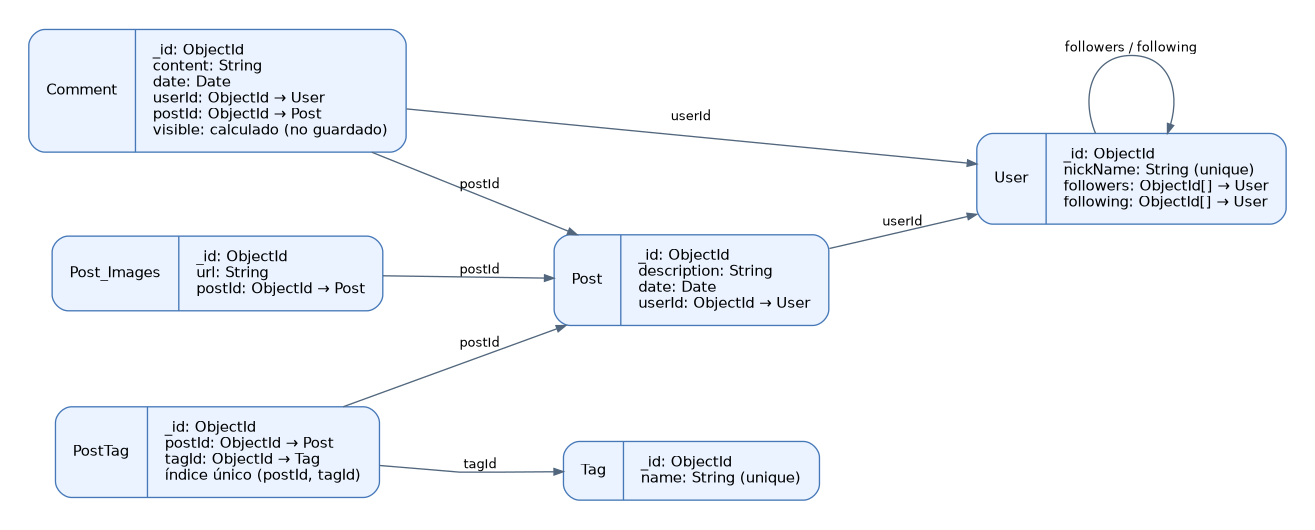 Comment
_id: ObjectId
content: String
date: Date
userId: ObjectId → User
postId: ObjectId → Post
visible: calculado (no guardado)
userId
postId
followers / following
User
_id: ObjectId
nickName: String (unique)
followers: ObjectId[] → User
following: ObjectId[] → User
Post_Images
_id: ObjectId
url: String
postId: ObjectId → Post
postId
Post
_id: ObjectId
description: String
date: Date
userId: ObjectId → User
userId
PostTag
_id: ObjectId
postId: ObjectId → Post
tagId: ObjectId → Tag
índice único (postId, tagId)
postId
tagId
Tag
_id: ObjectId
name: String (unique)